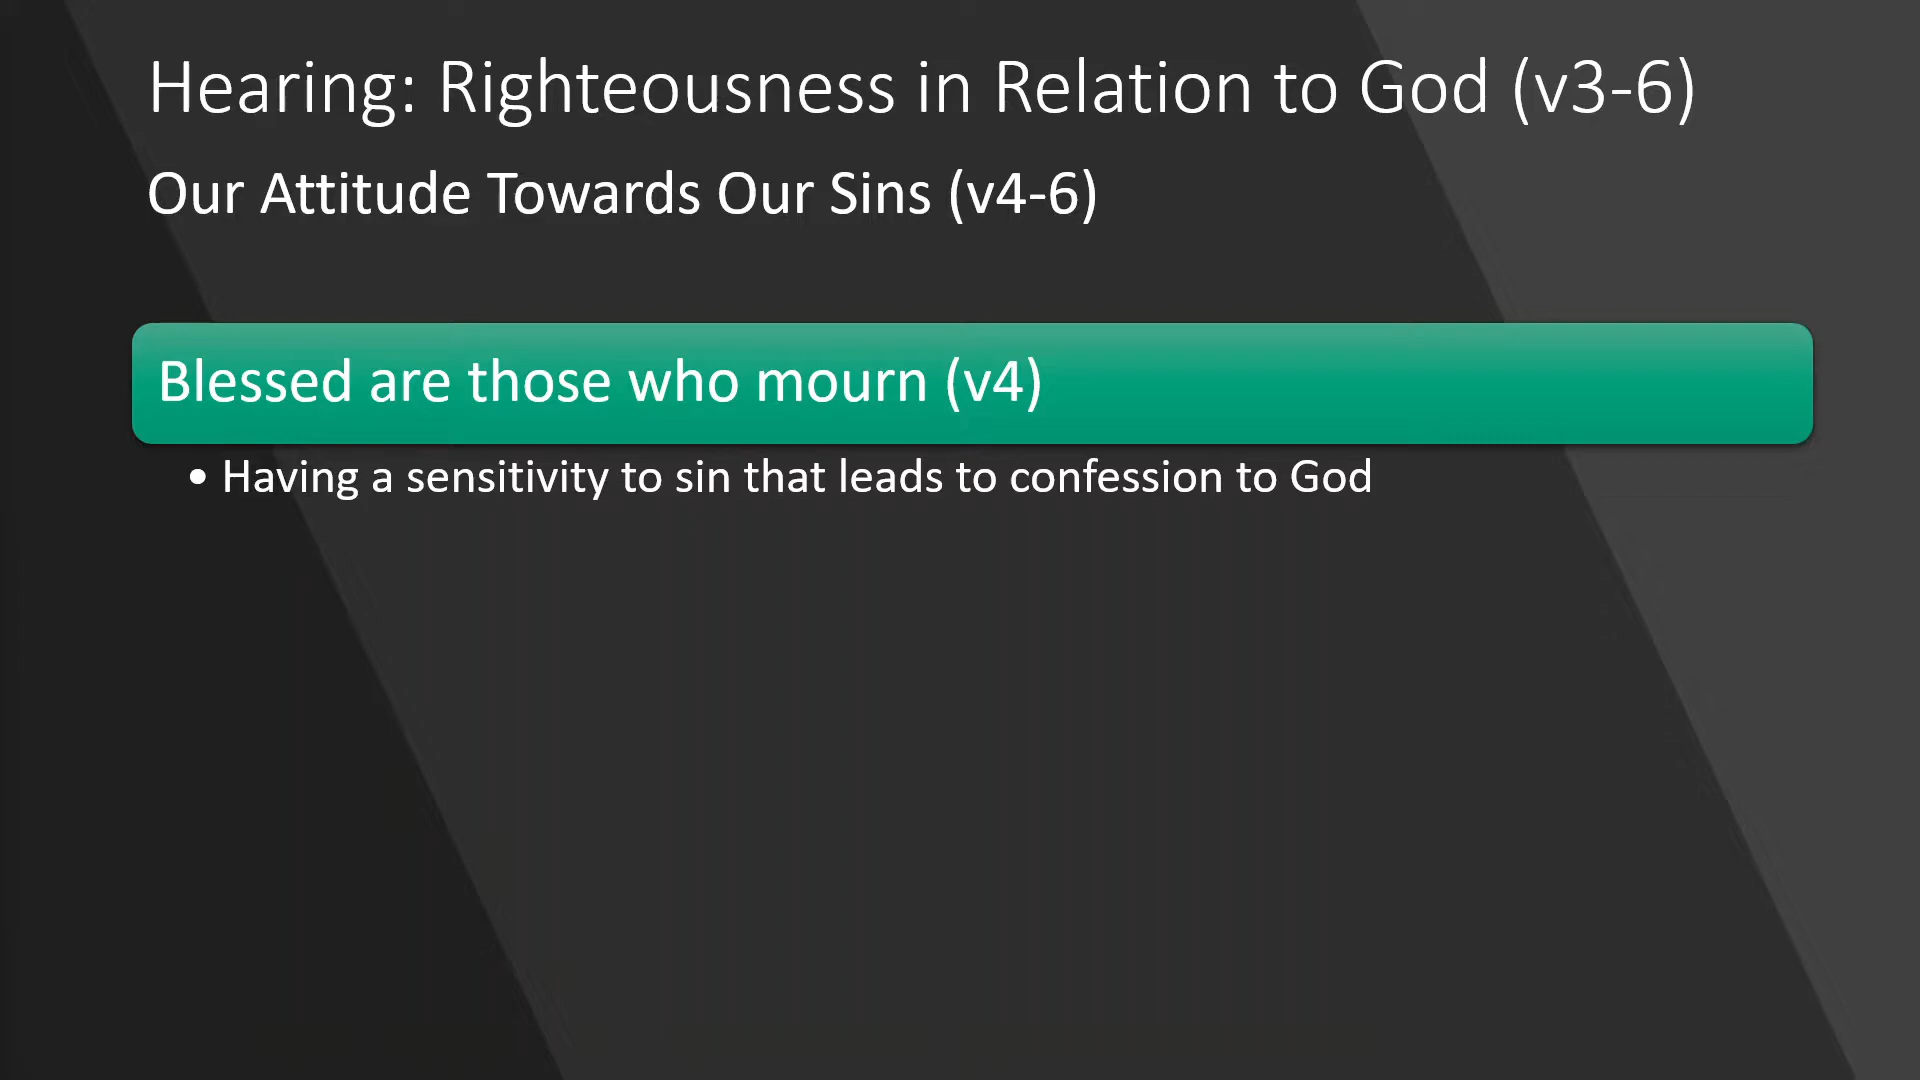 Hearing: Righteousness in Relation to God (v3-6)
Our Attitude Towards Our Sins (v4-6)
Blessed are those who mourn (v4)
• Having a sensitivity to sin that leads to confession to God